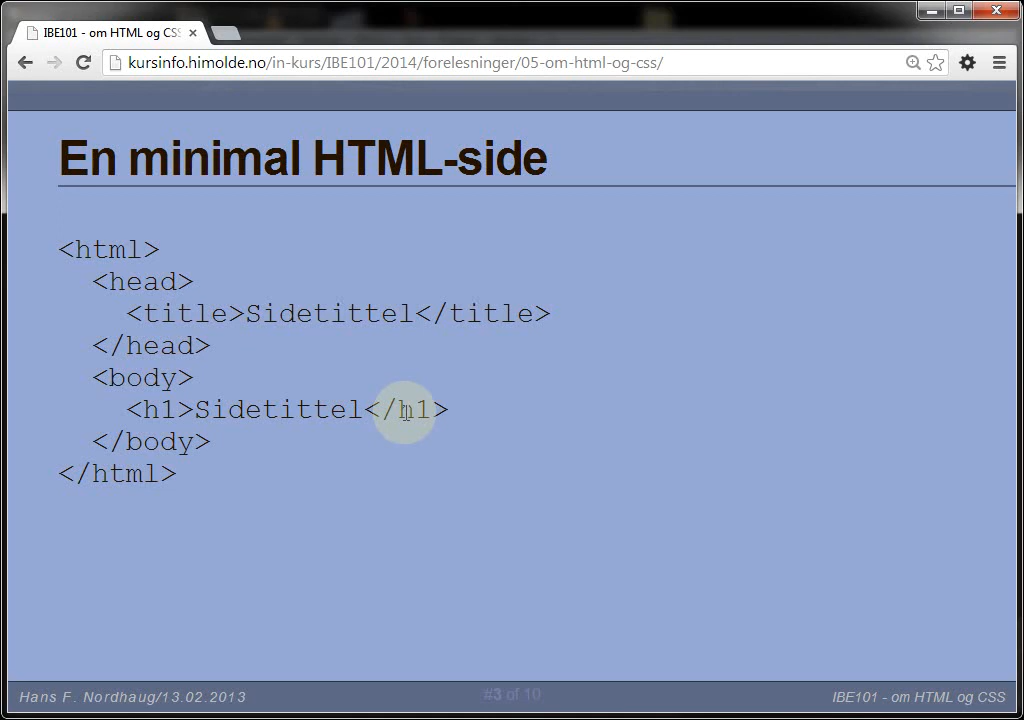 IBE101 - om HTML og CSS
kursinfo.himolde.no/in-kurs/IBE101/2014/forelesninger/05-om-html-og-css/
En minimal HTML-side
<html>
<head>
<title>Sidetittel</title>
</head>
<body>
<h1>Sidetittel</h1>
</body>
</html>
Hans F. Nordhaug/13.02.2013
#3 of 10
IBE101 - om HTML og CSS